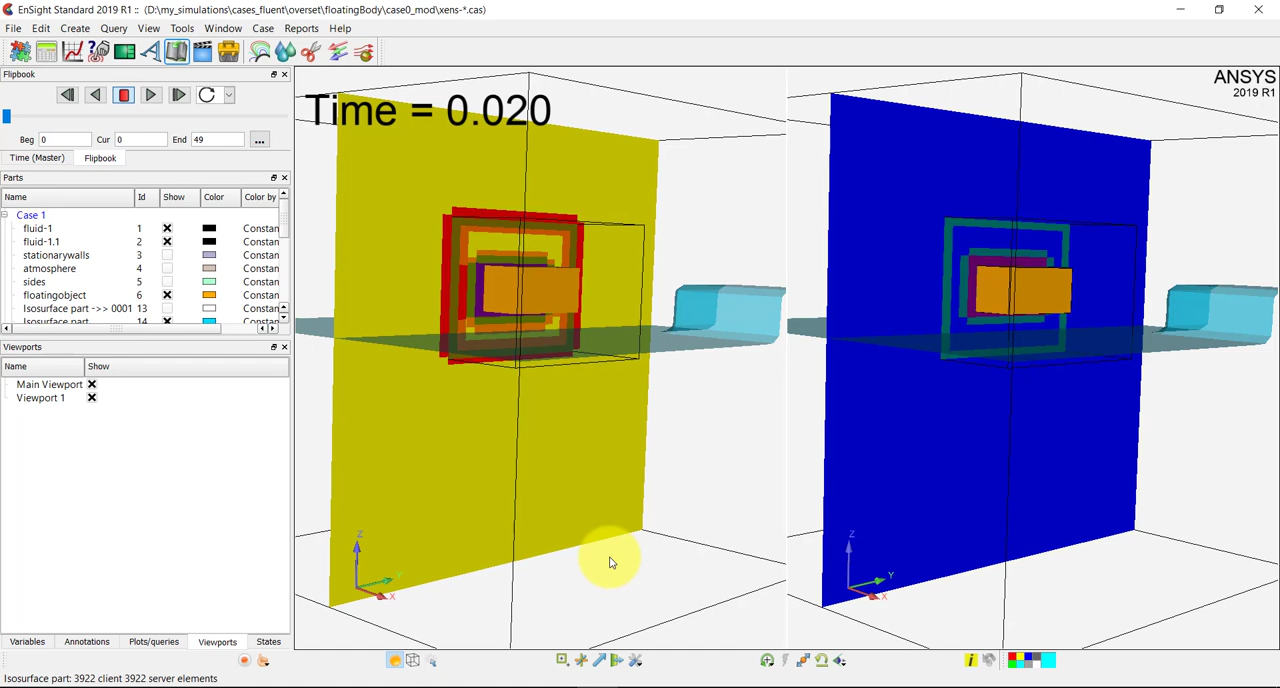 EnSight Standard 2019 R1 :: (D:\my_simulations\cases_fluent\overset\floatingBody\case0_mod\xens-*.cas)
File Edit Create Query View Tools Window Case Reports Help
Flipbook
Beg 0 Cur 0 End 49 ...
Time (Master) Flipbook
Parts
Name Id Show Color Color by
Case 1
fluid-1 1 Constan
fluid-1.1 2 Constan
stationarywalls 3 Constan
atmosphere 4 Constan
sides 5 Constan
floatingobject 6 Constan
Isosurface part ->> 0001 13 Constan
Isosurface part 14 Constan
Viewports
Name Show
Main Viewport
Viewport 1
Variables Annotations Plots/queries Viewports States
Isosurface part: 3922 client 3922 server elements
Time = 0.020
ANSYS
2019 R1
Z
Y
X
Z
Y
X